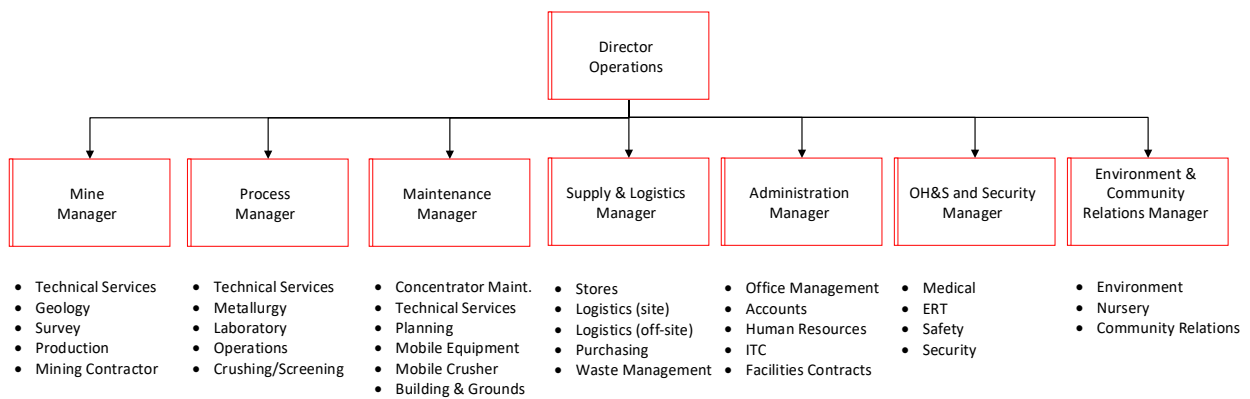 Director
Operations
Mine
Manager
Process
Manager
Maintenance
Manager
Supply & Logistics
Manager
Administration
Manager
OH&S and Security
Manager
Environment &
Community
Relations Manager
• Technical Services
• Geology
• Survey
• Production
• Mining Contractor
• Technical Services
• Metallurgy
• Laboratory
• Operations
• Crushing/Screening
• Concentrator Maint.
• Technical Services
• Planning
• Mobile Equipment
• Mobile Crusher
• Building & Grounds
• Stores
• Logistics (site)
• Logistics (off-site)
• Purchasing
• Waste Management
• Office Management
• Accounts
• Human Resources
• ITC
• Facilities Contracts
• Medical
• ERT
• Safety
• Security
• Environment
• Nursery
• Community Relations